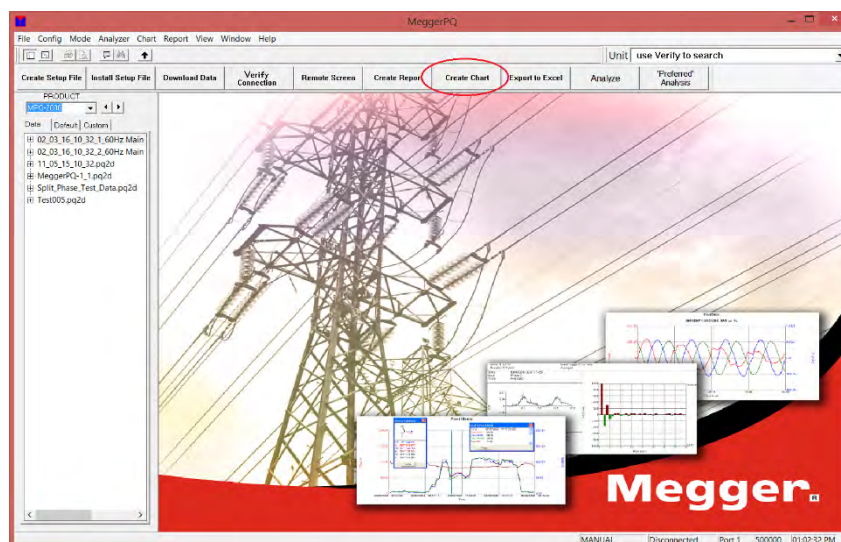 MeggerPQ
File Config Mode Analyzer Chart Report View Window Help
Unit use Verify to search
Create Setup File Install Setup File Download Data Verify Connection Remote Screen Create Report Create Chart Export to Excel Analyze "Preferred" Analysis
PRODUCT
MPQ-2000
Data Default Custom
02_03_16_10_32_1_60Hz Main
02_03_16_10_32_2_60Hz Main
11_05_15_10_32.pq2d
MeggerPQ-1_1.pq2d
Split_Phase_Test_Data.pq2d
Test005.pq2d
Megger.
MANUAL Disconnected Port 1 500000 01:02:32 PM